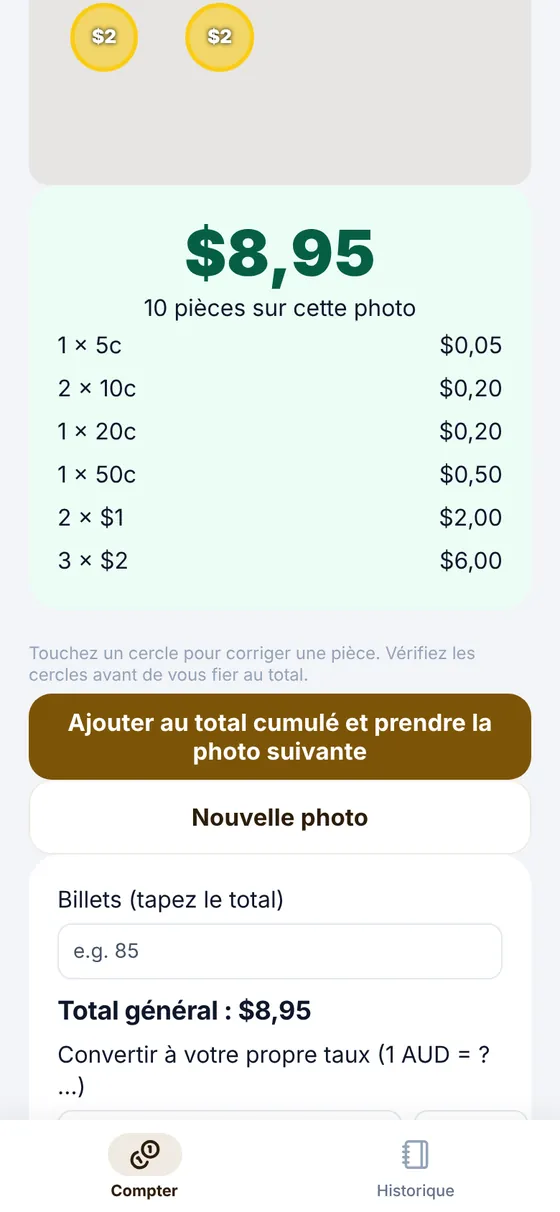 $2 $2
$8,95
10 pièces sur cette photo
1 × 5c $0,05
2 × 10c $0,20
1 × 20c $0,20
1 × 50c $0,50
2 × $1 $2,00
3 × $2 $6,00
Touchez un cercle pour corriger une pièce. Vérifiez les
cercles avant de vous fier au total.
Ajouter au total cumulé et prendre la
photo suivante
Nouvelle photo
Billets (tapez le total)
e.g. 85
Total général : $8,95
Convertir à votre propre taux (1 AUD = ?
...)
Compter Historique